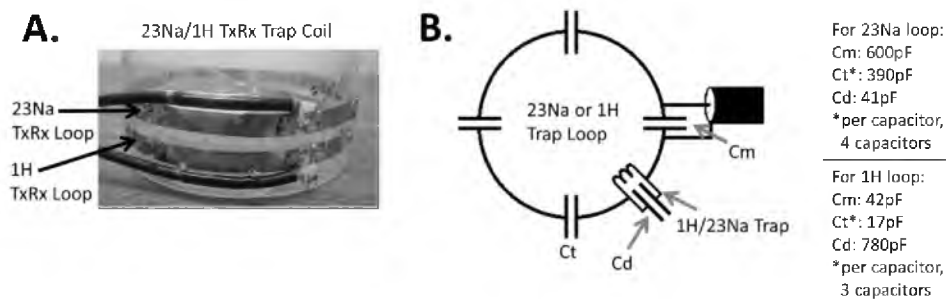 A.
23Na/1H TxRx Trap Coil
23Na
TxRx Loop
1H
TxRx Loop
B.
23Na or 1H
Trap Loop
Cm
1H/23Na Trap
Ct
Cd
For 23Na loop:
Cm: 600pF
Ct*: 390pF
Cd: 41pF
*per capacitor,
4 capacitors
For 1H loop:
Cm: 42pF
Ct*: 17pF
Cd: 780pF
*per capacitor,
3 capacitors